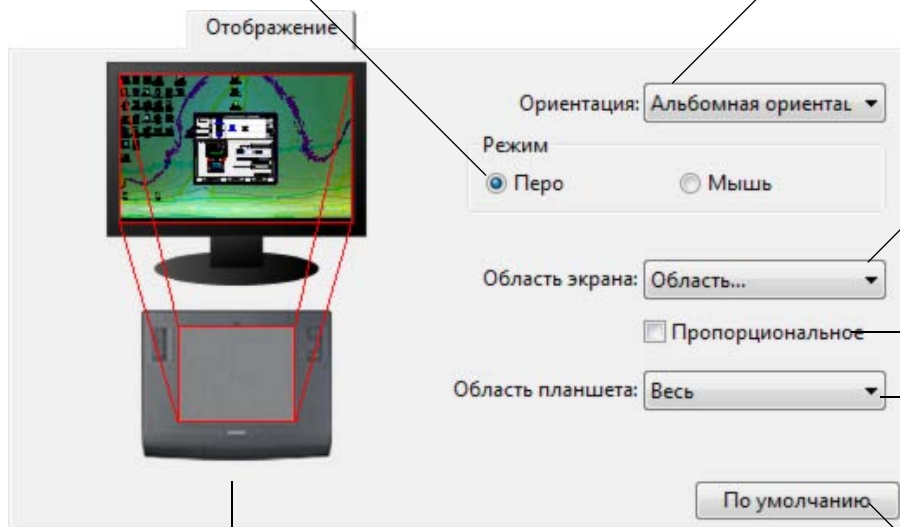 Отображение
Ориентация: Альбомная ориентац
Режим
Перо Мышь
Область экрана: Область...
Пропорциональное
Область планшета: Весь
По умолчанию